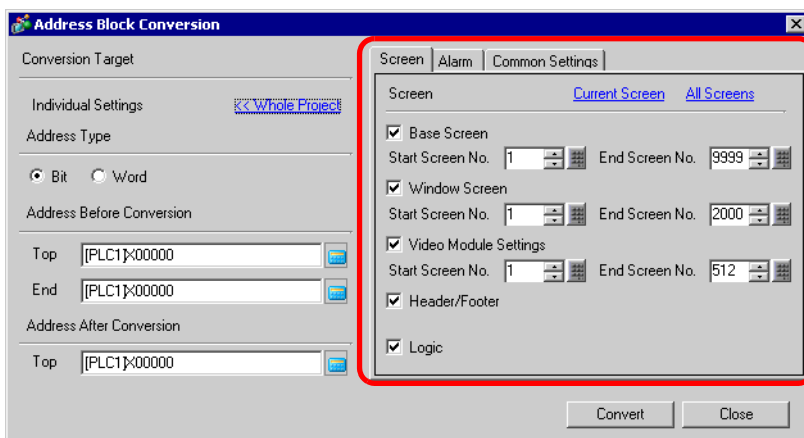 Address Block Conversion
Conversion Target
Individual Settings << Whole Project
Address Type
Bit Word
Address Before Conversion
Top [PLC1]X00000
End [PLC1]X00000
Address After Conversion
Top [PLC1]X00000
Screen Alarm Common Settings
Screen Current Screen All Screens
Base Screen
Start Screen No. 1 End Screen No. 9999
Window Screen
Start Screen No. 1 End Screen No. 2000
Video Module Settings
Start Screen No. 1 End Screen No. 512
Header/Footer
Logic
Convert Close